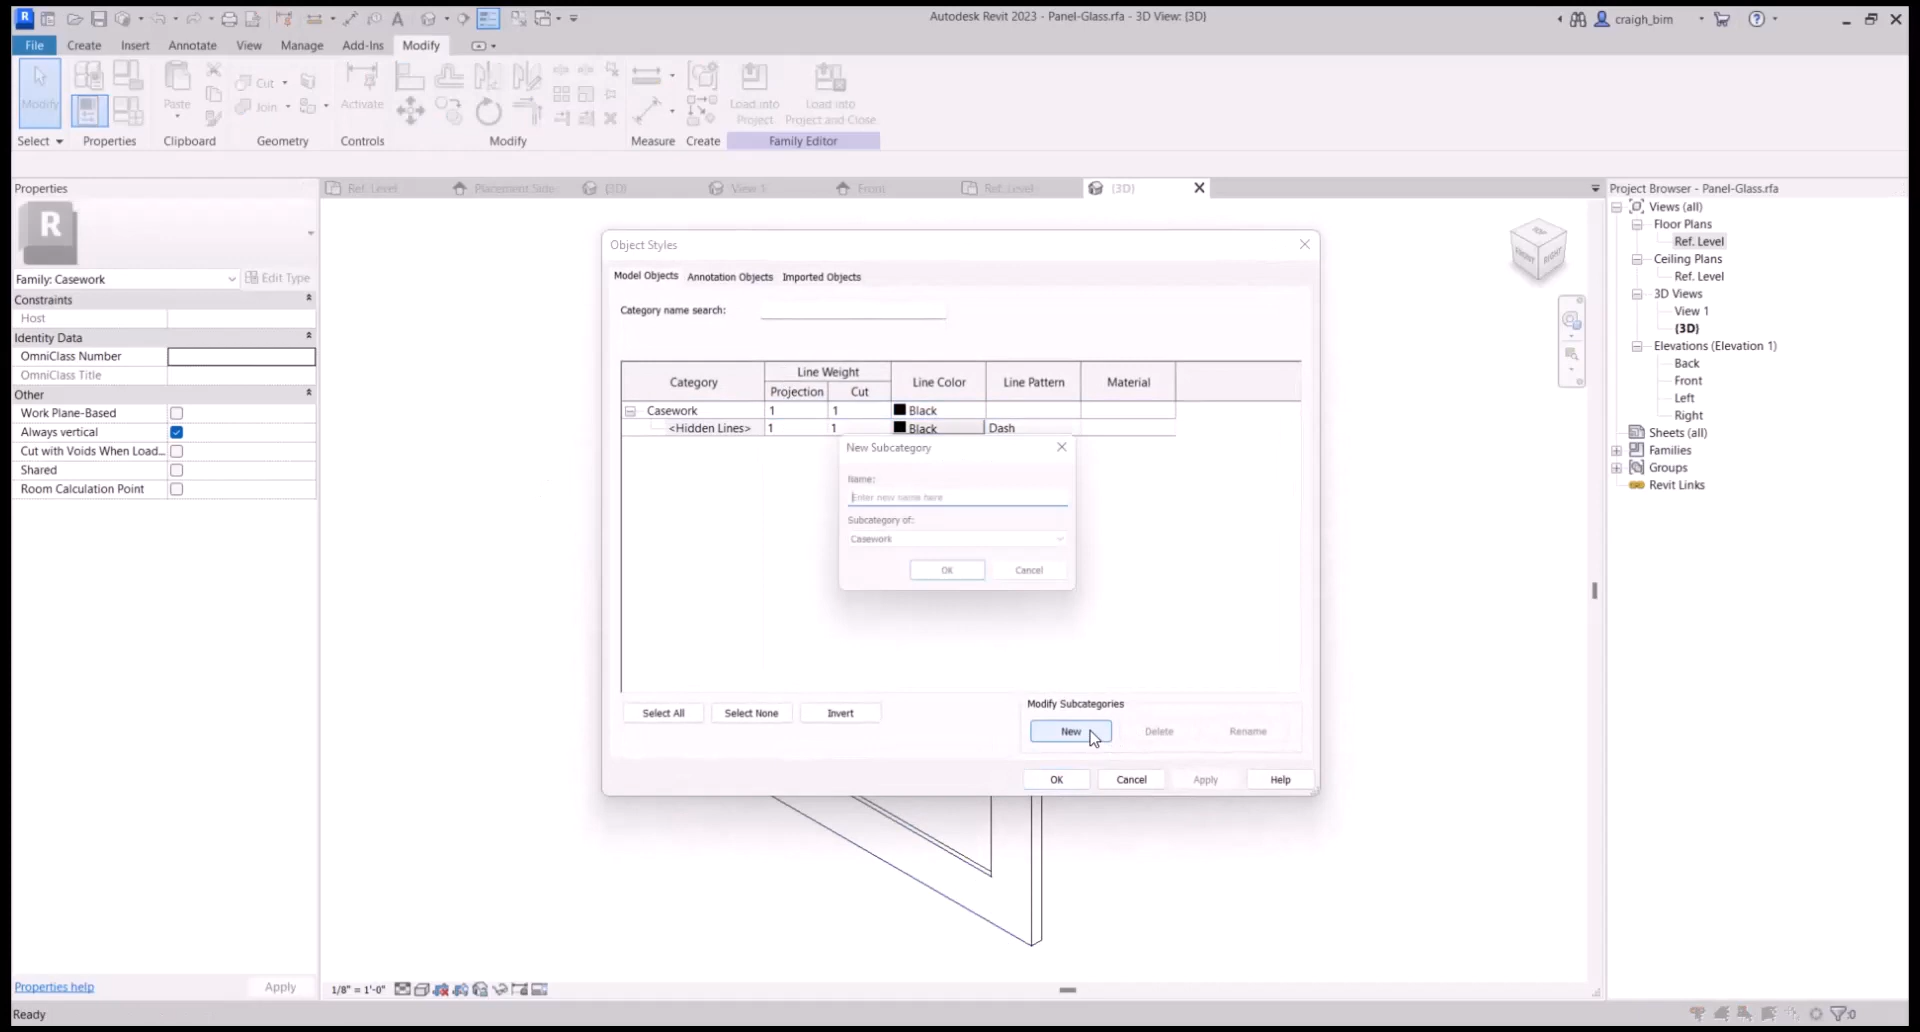 Autodesk Revit 2023 - Panel-Glass.rfa - 3D View: {3D}
craigh_bim
File Create Insert Annotate View Manage Add-Ins Modify
Modify
Paste
Cut
Join
Activate
Load into Project
Load into Project and Close
Select Properties Clipboard Geometry Controls Modify Measure Create Family Editor
Properties
Ref. Level
Placement Side
{3D}
View 1
Front
Ref. Level
{3D}
R
Family: Casework
Edit Type
Constraints
Host
Identity Data
OmniClass Number
OmniClass Title
Other
Work Plane-Based
Always vertical
Cut with Voids When Load...
Shared
Room Calculation Point
Properties help
Apply
Object Styles
Model Objects Annotation Objects Imported Objects
Category name search:
Category
Line Weight
Projection Cut
Line Color
Line Pattern
Material
Casework 1 1 Black
<Hidden Lines> 1 1 Black Dash
New Subcategory
Name:
Enter new name here
Subcategory of:
Casework
OK Cancel
Select All Select None Invert
Modify Subcategories
New Delete Rename
OK Cancel Apply Help
TOP
FRONT
RIGHT
Project Browser - Panel-Glass.rfa
Views (all)
Floor Plans
Ref. Level
Ceiling Plans
Ref. Level
3D Views
View 1
{3D}
Elevations (Elevation 1)
Back
Front
Left
Right
Sheets (all)
Families
Groups
Revit Links
1/8" = 1'-0"
Ready
:0